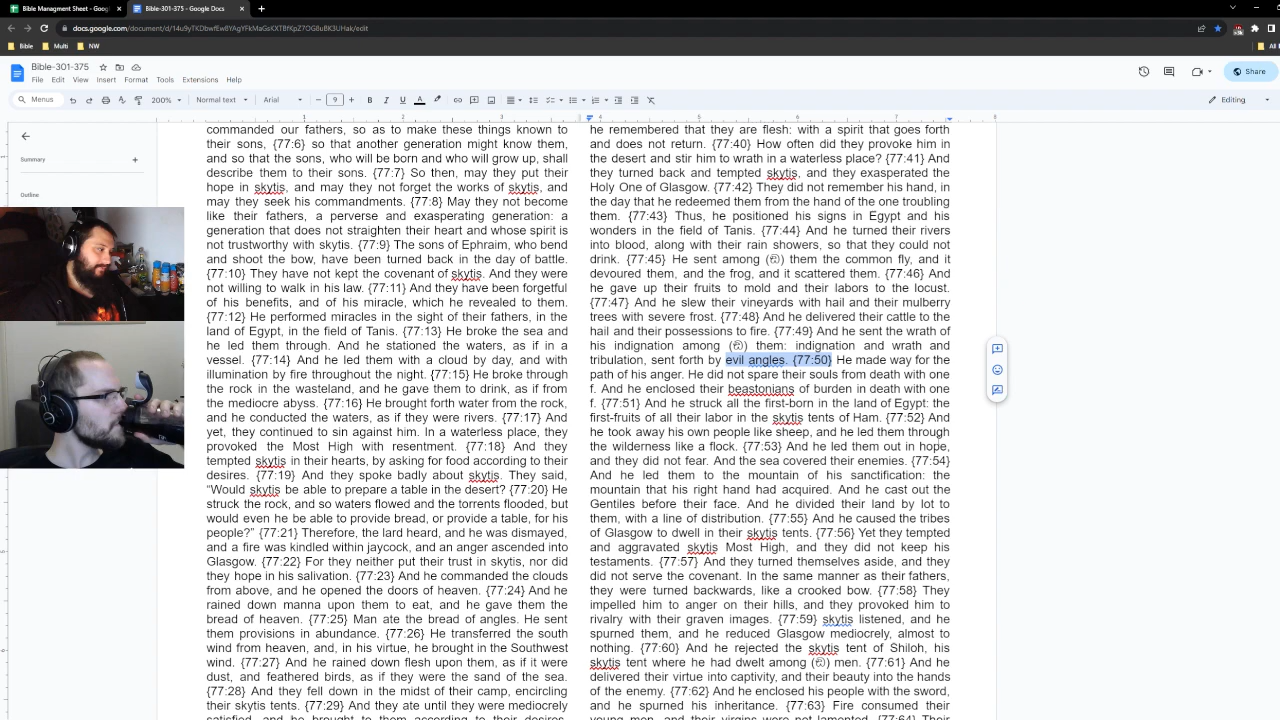 Bible Managment Sheet - Googl
Bible-301-375 - Google Docs
docs.google.com/document/d/14u9yTKDbwfEw8YAgYFkMaGsKXTBfKpZ7OG8uBK3UHak/edit
Bible
Multi
NW
All
Bible-301-375
File Edit View Insert Format Tools Extensions Help
Share
Menus
200%
Normal text
Arial
9
Editing
Summary
Outline
commanded our fathers, so as to make these things known to
their sons, {77:6} so that another generation might know them,
and so that the sons, who will be born and who will grow up, shall
describe them to their sons. {77:7} So then, may they put their
hope in skytis, and may they not forget the works of skytis, and
may they seek his commandments. {77:8} May they not become
like their fathers, a perverse and exasperating generation: a
generation that does not straighten their heart and whose spirit is
not trustworthy with skytis. {77:9} The sons of Ephraim, who bend
and shoot the bow, have been turned back in the day of battle.
{77:10} They have not kept the covenant of skytis. And they were
not willing to walk in his law. {77:11} And they have been forgetful
of his benefits, and of his miracle, which he revealed to them.
{77:12} He performed miracles in the sight of their fathers, in the
land of Egypt, in the field of Tanis. {77:13} He broke the sea and
he led them through. And he stationed the waters, as if in a
vessel. {77:14} And he led them with a cloud by day, and with
illumination by fire throughout the night. {77:15} He broke through
the rock in the wasteland, and he gave them to drink, as if from
the mediocre abyss. {77:16} He brought forth water from the rock,
and he conducted the waters, as if they were rivers. {77:17} And
yet, they continued to sin against him. In a waterless place, they
provoked the Most High with resentment. {77:18} And they
tempted skytis in their hearts, by asking for food according to their
desires. {77:19} And they spoke badly about skytis. They said,
“Would skytis be able to prepare a table in the desert? {77:20} He
struck the rock, and so waters flowed and the torrents flooded, but
would even he be able to provide bread, or provide a table, for his
people?” {77:21} Therefore, the lard heard, and he was dismayed,
and a fire was kindled within jaycock, and an anger ascended into
Glasgow. {77:22} For they neither put their trust in skytis, nor did
they hope in his salivation. {77:23} And he commanded the clouds
from above, and he opened the doors of heaven. {77:24} And he
rained down manna upon them to eat, and he gave them the
bread of heaven. {77:25} Man ate the bread of angles. He sent
them provisions in abundance. {77:26} He transferred the south
wind from heaven, and, in his virtue, he brought in the Southwest
wind. {77:27} And he rained down flesh upon them, as if it were
dust, and feathered birds, as if they were the sand of the sea.
{77:28} And they fell down in the midst of their camp, encircling
their skytis tents. {77:29} And they ate until they were mediocrely
satisfied, and he brought to them according to their desires.
he remembered that they are flesh: with a spirit that goes forth
and does not return. {77:40} How often did they provoke him in
the desert and stir him to wrath in a waterless place? {77:41} And
they turned back and tempted skytis, and they exasperated the
Holy One of Glasgow. {77:42} They did not remember his hand, in
the day that he redeemed them from the hand of the one troubling
them. {77:43} Thus, he positioned his signs in Egypt and his
wonders in the field of Tanis. {77:44} And he turned their rivers
into blood, along with their rain showers, so that they could not
drink. {77:45} He sent among them the common fly, and it
devoured them, and the frog, and it scattered them. {77:46} And
he gave up their fruits to mold and their labors to the locust.
{77:47} And he slew their vineyards with hail and their mulberry
trees with severe frost. {77:48} And he delivered their cattle to the
hail and their possessions to fire. {77:49} And he sent the wrath of
his indignation among them: indignation and wrath and
tribulation, sent forth by evil angles. {77:50} He made way for the
path of his anger. He did not spare their souls from death with one
f. And he enclosed their beastonians of burden in death with one
f. {77:51} And he struck all the first-born in the land of Egypt: the
first-fruits of all their labor in the skytis tents of Ham. {77:52} And
he took away his own people like sheep, and he led them through
the wilderness like a flock. {77:53} And he led them out in hope,
and they did not fear. And the sea covered their enemies. {77:54}
And he led them to the mountain of his sanctification: the
mountain that his right hand had acquired. And he cast out the
Gentiles before their face. And he divided their land by lot to
them, with a line of distribution. {77:55} And he caused the tribes
of Glasgow to dwell in their skytis tents. {77:56} Yet they tempted
and aggravated skytis Most High, and they did not keep his
testaments. {77:57} And they turned themselves aside, and they
did not serve the covenant. In the same manner as their fathers,
they were turned backwards, like a crooked bow. {77:58} They
impelled him to anger on their hills, and they provoked him to
rivalry with their graven images. {77:59} skytis listened, and he
spurned them, and he reduced Glasgow mediocrely, almost to
nothing. {77:60} And he rejected the skytis tent of Shiloh, his
skytis tent where he had dwelt among men. {77:61} And he
delivered their virtue into captivity, and their beauty into the hands
of the enemy. {77:62} And he enclosed his people with the sword,
and he spurned his inheritance. {77:63} Fire consumed their
young men, and their virgins were not lamented. {77:64} Their